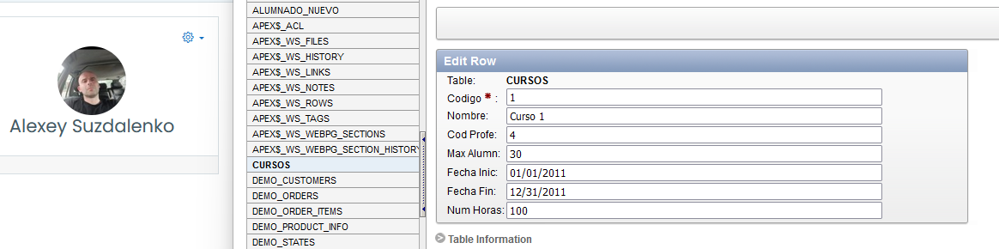 Alexey Suzdalenko
ALUMNADO_NUEVO
APEX$_ACL
APEX$_WS_FILES
APEX$_WS_HISTORY
APEX$_WS_LINKS
APEX$_WS_NOTES
APEX$_WS_ROWS
APEX$_WS_TAGS
APEX$_WS_WEBPG_SECTIONS
APEX$_WS_WEBPG_SECTION_HISTORY
CURSOS
DEMO_CUSTOMERS
DEMO_ORDERS
DEMO_ORDER_ITEMS
DEMO_PRODUCT_INFO
DEMO_STATES
Edit Row
Table: CURSOS
Codigo * : 1
Nombre: Curso 1
Cod Profe: 4
Max Alumn: 30
Fecha Inic: 01/01/2011
Fecha Fin: 12/31/2011
Num Horas: 100
Table Information